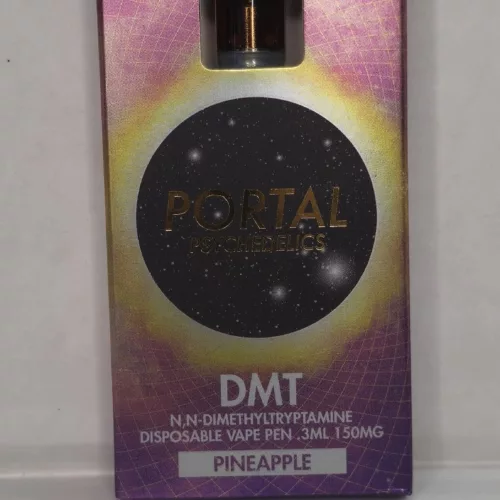 PORTAL
PSYCHEDELICS
DMT
N,N-DIMETHYLTRYPTAMINE
DISPOSABLE VAPE PEN .3ML 150MG
PINEAPPLE